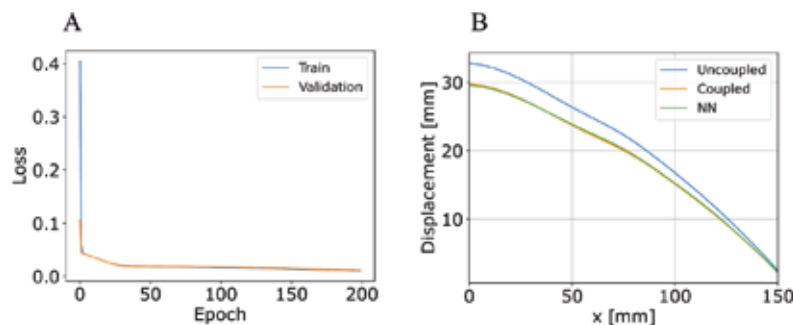 A
Loss
0.4
0.3
0.2
0.1
0.0
0
50
100
150
200
Epoch
Train
Validation
B
Displacement [mm]
30
20
10
0
50
100
150
x [mm]
Uncoupled
Coupled
NN